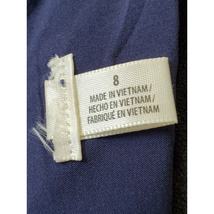 8
MADE IN VIETNAM/
HECHO EN VIETNAM/
FABRIQUÉ EN VIETNAM